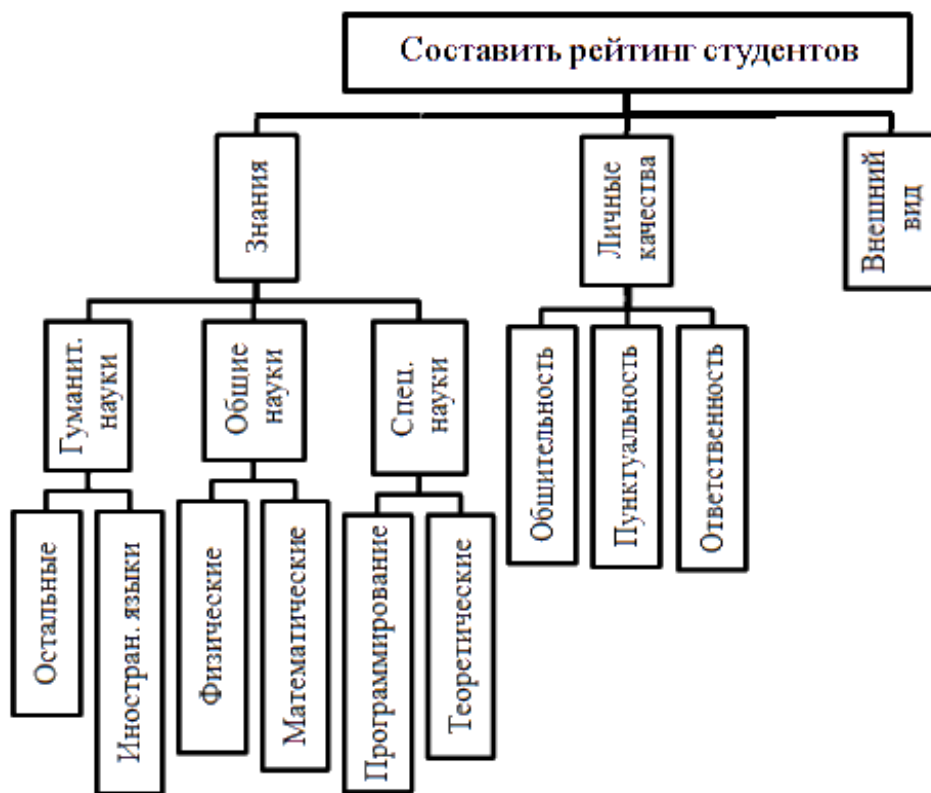 Составить рейтинг студентов
Знания
Личные
качества
Внешний
вид
Гуманит.
науки
Общие
науки
Спец.
науки
Общительность
Пунктуальность
Ответственность
Остальные
Иностран. языки
Физические
Математические
Программирование
Теоретические